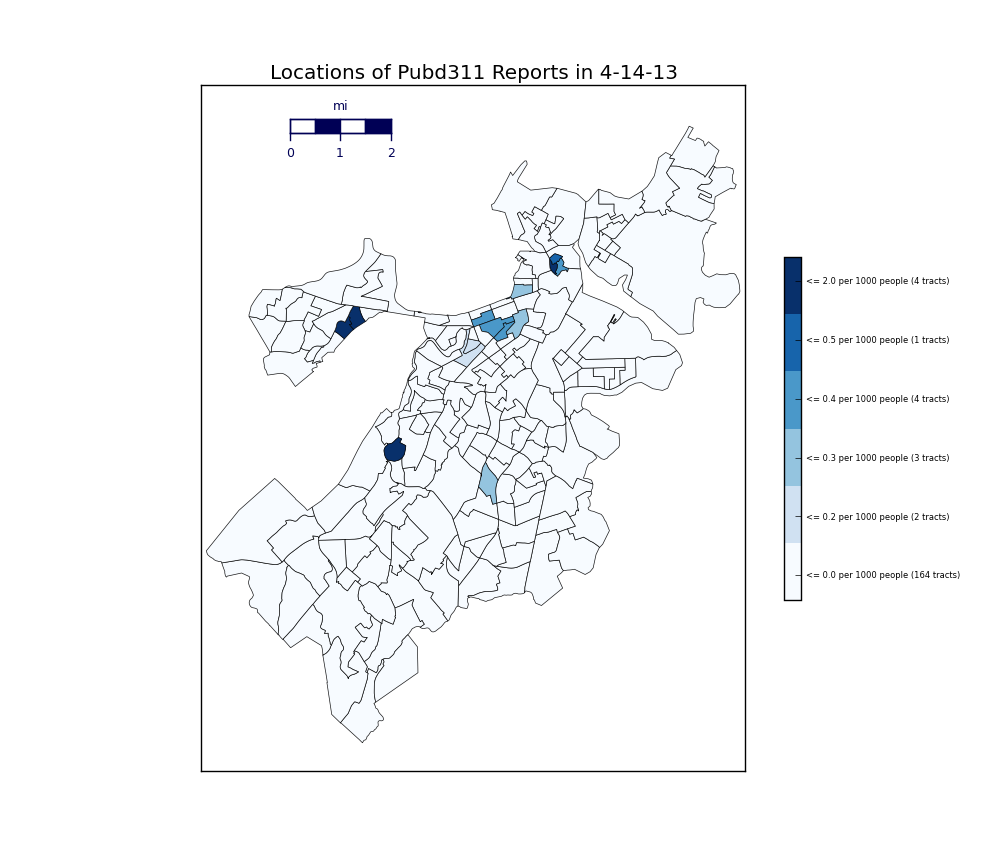 Locations of Pubd311 Reports in 4-14-13
mi
0 1 2
<= 2.0 per 1000 people (4 tracts)
<= 0.5 per 1000 people (1 tracts)
<= 0.4 per 1000 people (4 tracts)
<= 0.3 per 1000 people (3 tracts)
<= 0.2 per 1000 people (2 tracts)
<= 0.0 per 1000 people (164 tracts)